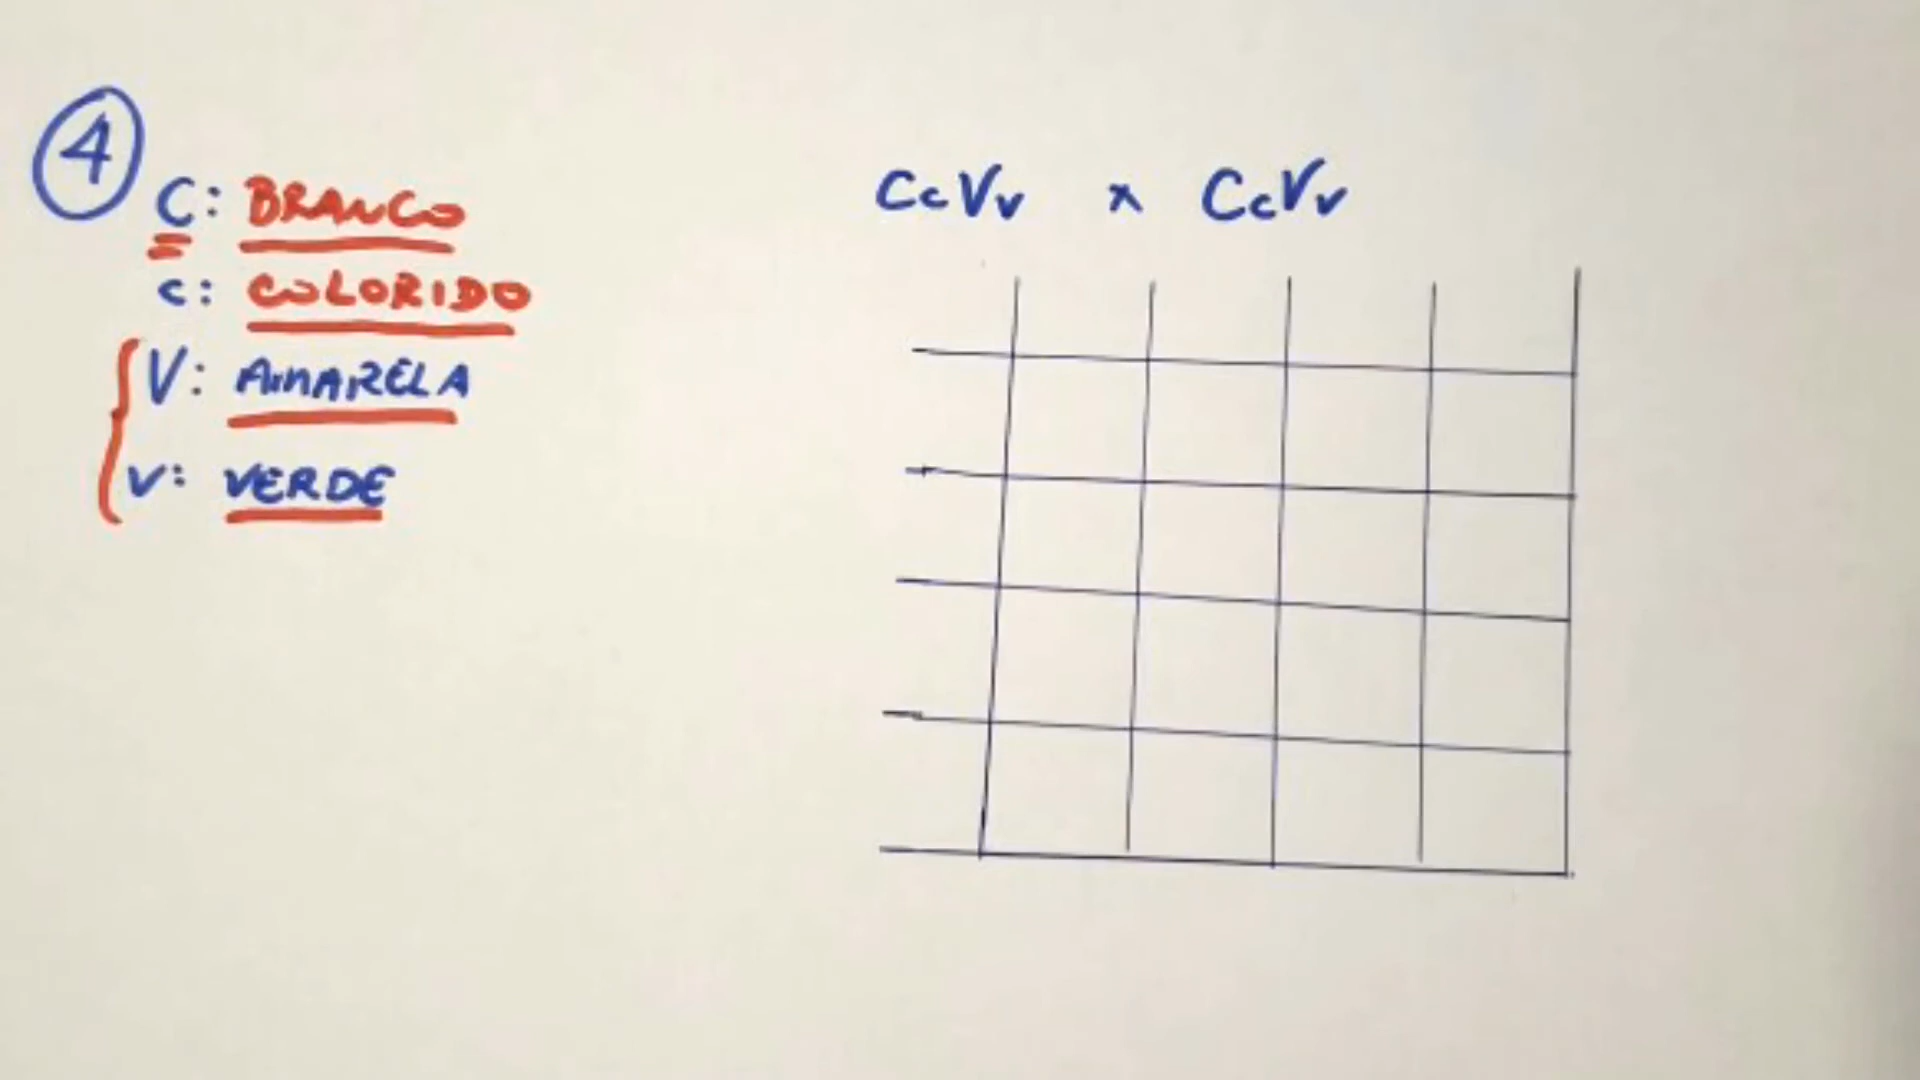 4
C: BRANCO
c: COLORIDO
V: AMARELA
v: VERDE
CcVv x CcVv